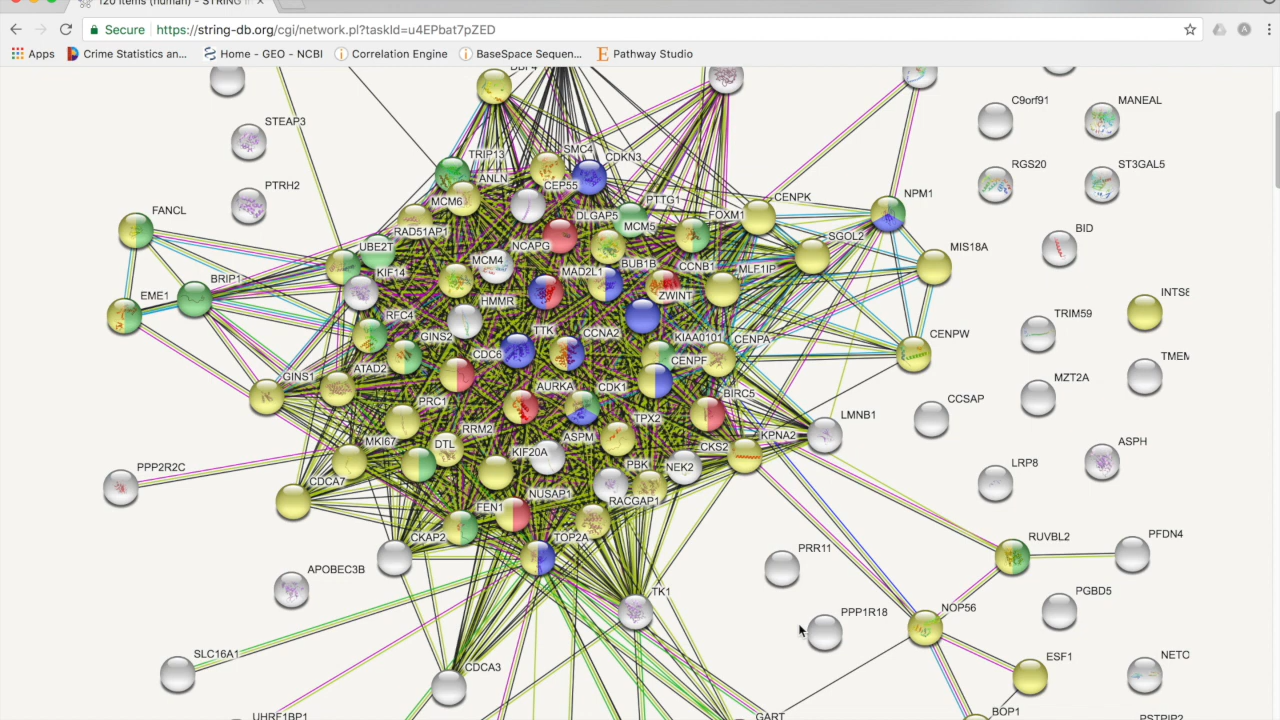 120 items (human) - STRING in
Secure
https://string-db.org/cgi/network.pl?taskId=u4EPbat7pZED
Apps
Crime Statistics an...
Home - GEO - NCBI
Correlation Engine
BaseSpace Sequen...
Pathway Studio
DBF4
C9orf91
MANEAL
STEAP3
TRIP13
SMC4
CDKN3
RGS20
ST3GAL5
ANLN
CEP55
PTRH2
MCM6
PTTG1
CENPK
NPM1
FANCL
DLGAP5
FOXM1
MCM5
RAD51AP1
BID
SGOL2
UBE2T
NCAPG
MIS18A
MCM4
BUB1B
CCNB1
MLF1IP
KIF14
MAD2L1
BRIP1
ZWINT
INTS8
EME1
HMMR
TRIM59
RFC4
GINS2
TTK
CCNA2
KIAA0101
CENPA
CENPW
CDC6
CENPF
TMEM
ATAD2
GINS1
MZT2A
AURKA
CDK1
BIRC5
CCSAP
PRC1
LMNB1
TPX2
RRM2
ASPM
KPNA2
MKI67
DTL
CKS2
ASPH
KIF20A
PPP2R2C
PBK
NEK2
LRP8
CDCA7
NUSAP1
RACGAP1
FEN1
CKAP2
TOP2A
RUVBL2
PFDN4
PRR11
APOBEC3B
TK1
PGBD5
PPP1R18
NOP56
SLC16A1
ESF1
NETO
CDCA3
BOP1
UHRF1BP1
GART
PSTPIP2